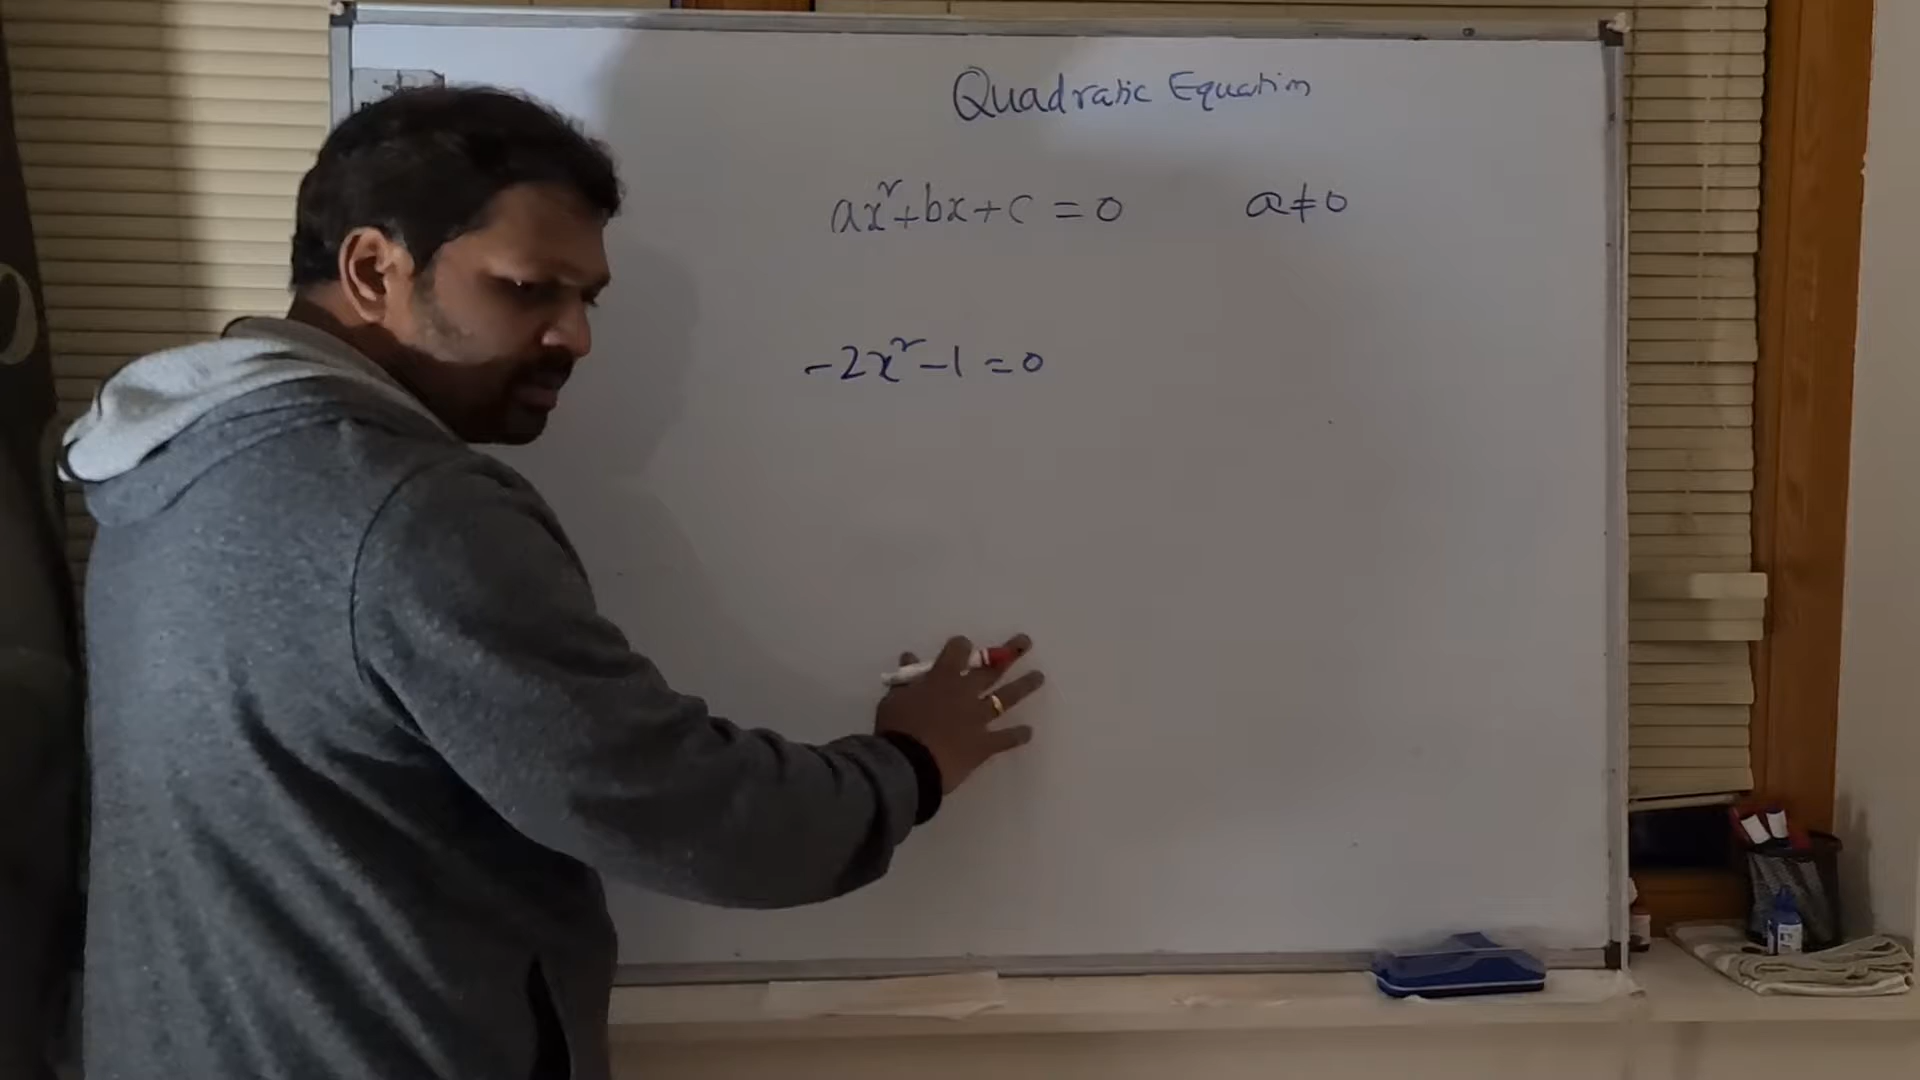 Quadratic Equation
ax²+bx+c = 0 a≠0
-2x²-1 = 0